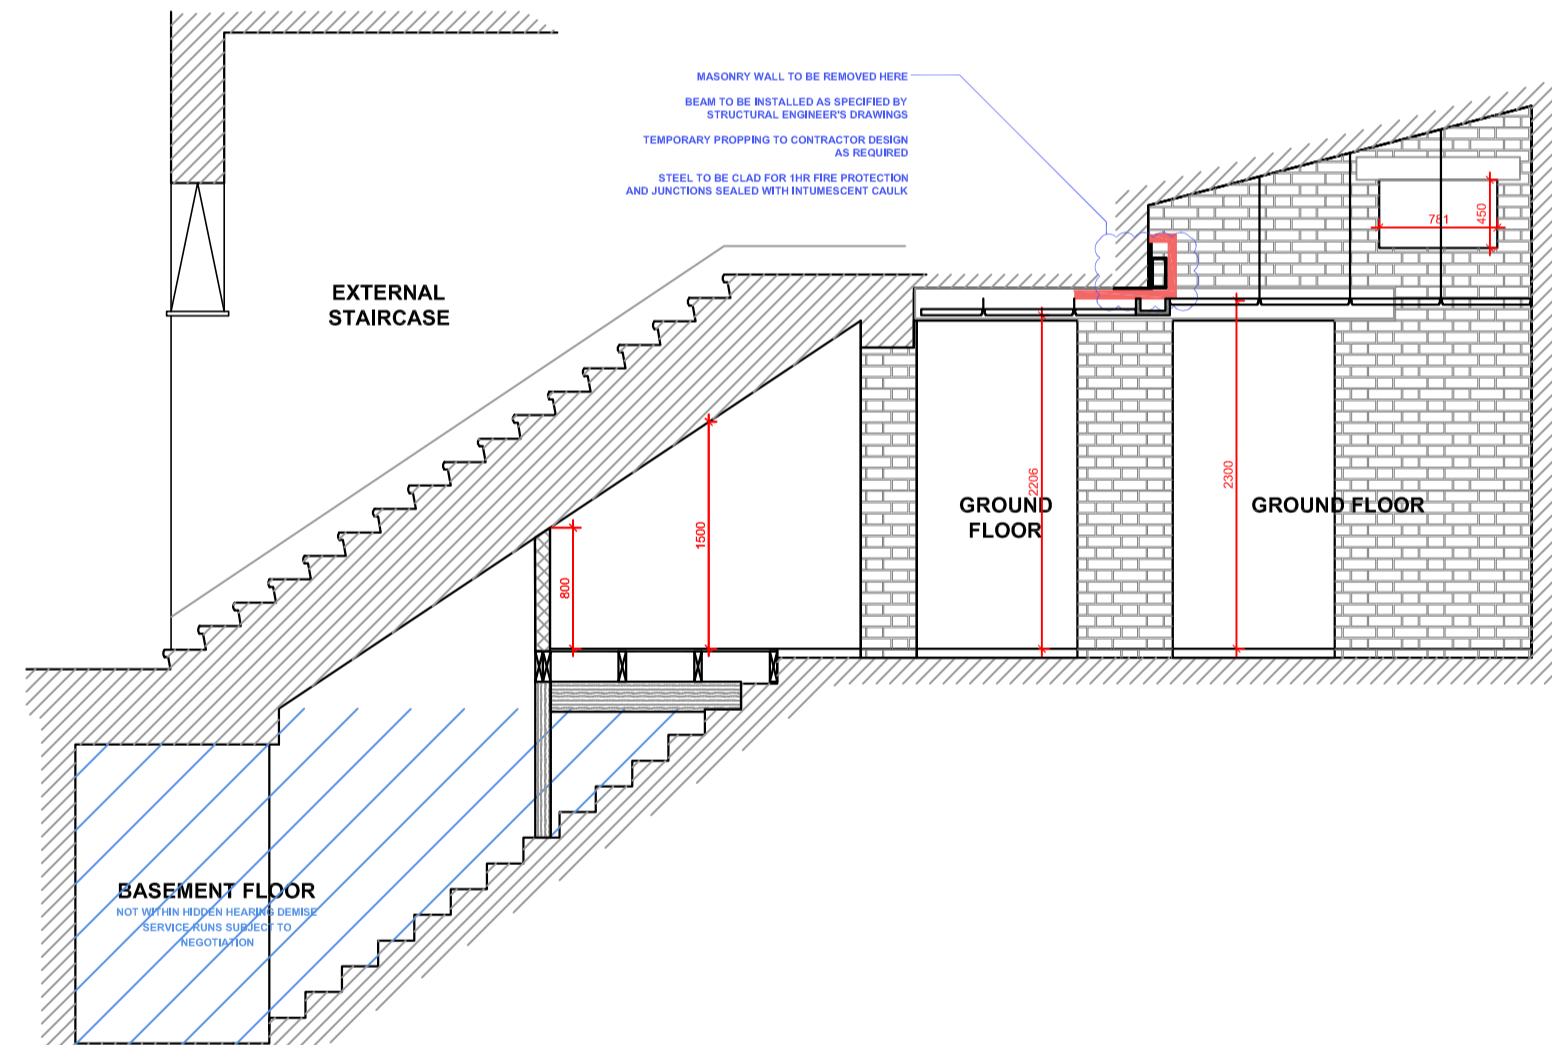 MASONRY WALL TO BE REMOVED HERE
BEAM TO BE INSTALLED AS SPECIFIED BY
STRUCTURAL ENGINEER'S DRAWINGS
TEMPORARY PROPPING TO CONTRACTOR DESIGN
AS REQUIRED
STEEL TO BE CLAD FOR 1HR FIRE PROTECTION
AND JUNCTIONS SEALED WITH INTUMESCENT CAULK
781
450
EXTERNAL
STAIRCASE
2206
2300
GROUND
FLOOR
GROUND FLOOR
1500
800
BASEMENT FLOOR
NOT WITHIN HIDDEN HEARING DEMISE
SERVICE RUNS SUBJECT TO
NEGOTIATION